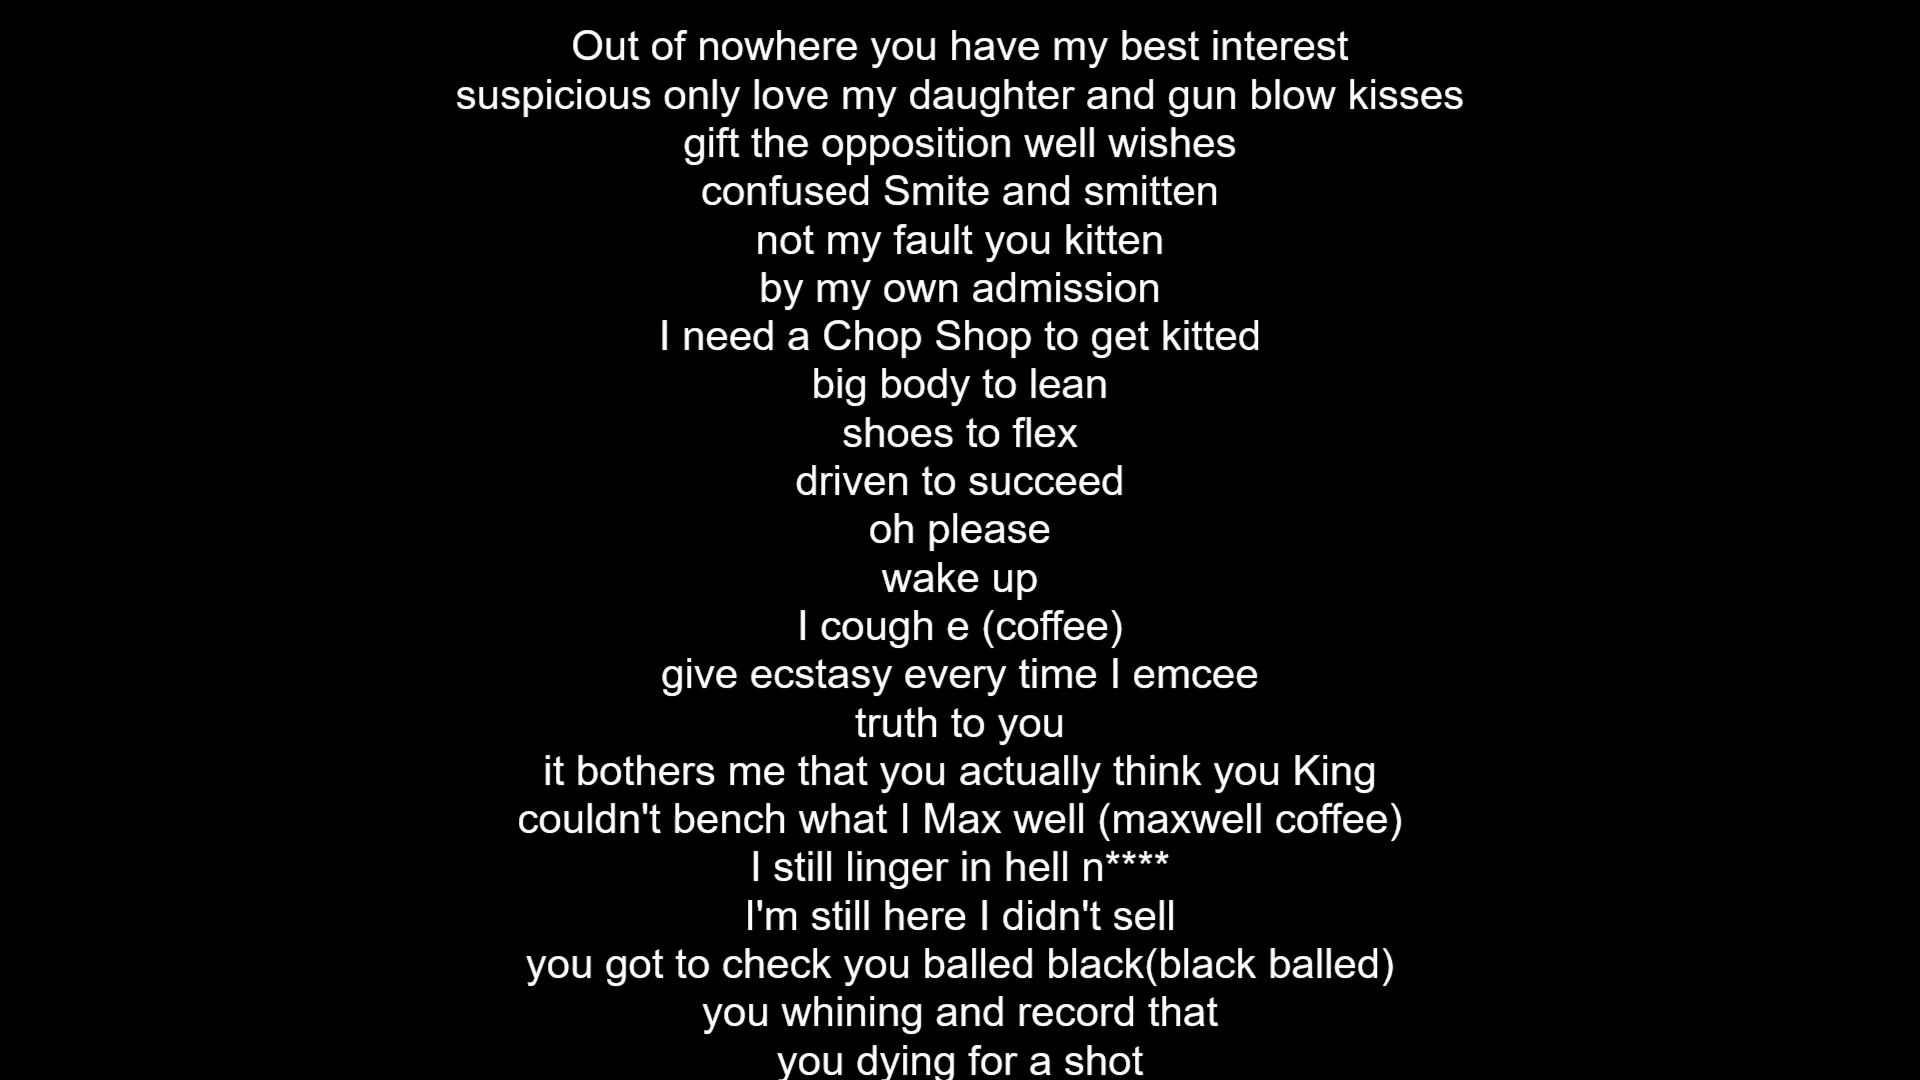 Out of nowhere you have my best interest
suspicious only love my daughter and gun blow kisses
gift the opposition well wishes
confused Smite and smitten
not my fault you kitten
by my own admission
I need a Chop Shop to get kitted
big body to lean
shoes to flex
driven to succeed
oh please
wake up
I cough e (coffee)
give ecstasy every time I emcee
truth to you
it bothers me that you actually think you King
couldn't bench what I Max well (maxwell coffee)
I still linger in hell n****
I'm still here I didn't sell
you got to check you balled black(black balled)
you whining and record that
you dying for a shot